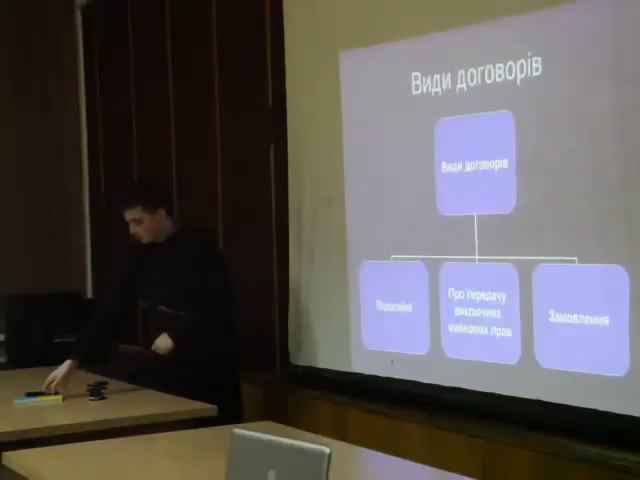 Види договорів
Види договорів
Про передачу
виключних
майнових прав
Замовлення